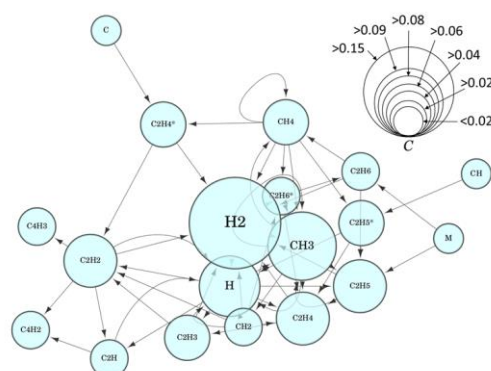 C
>0.08
>0.09
>0.06
>0.15
>0.04
>0.02
<0.02
C
C2H4*
CH4
C2H6
CH
C2H6*
H2
C2H5*
C4H3
CH3
M
C2H2
H
C2H5
C4H2
CH2
C2H4
C2H3
C2H